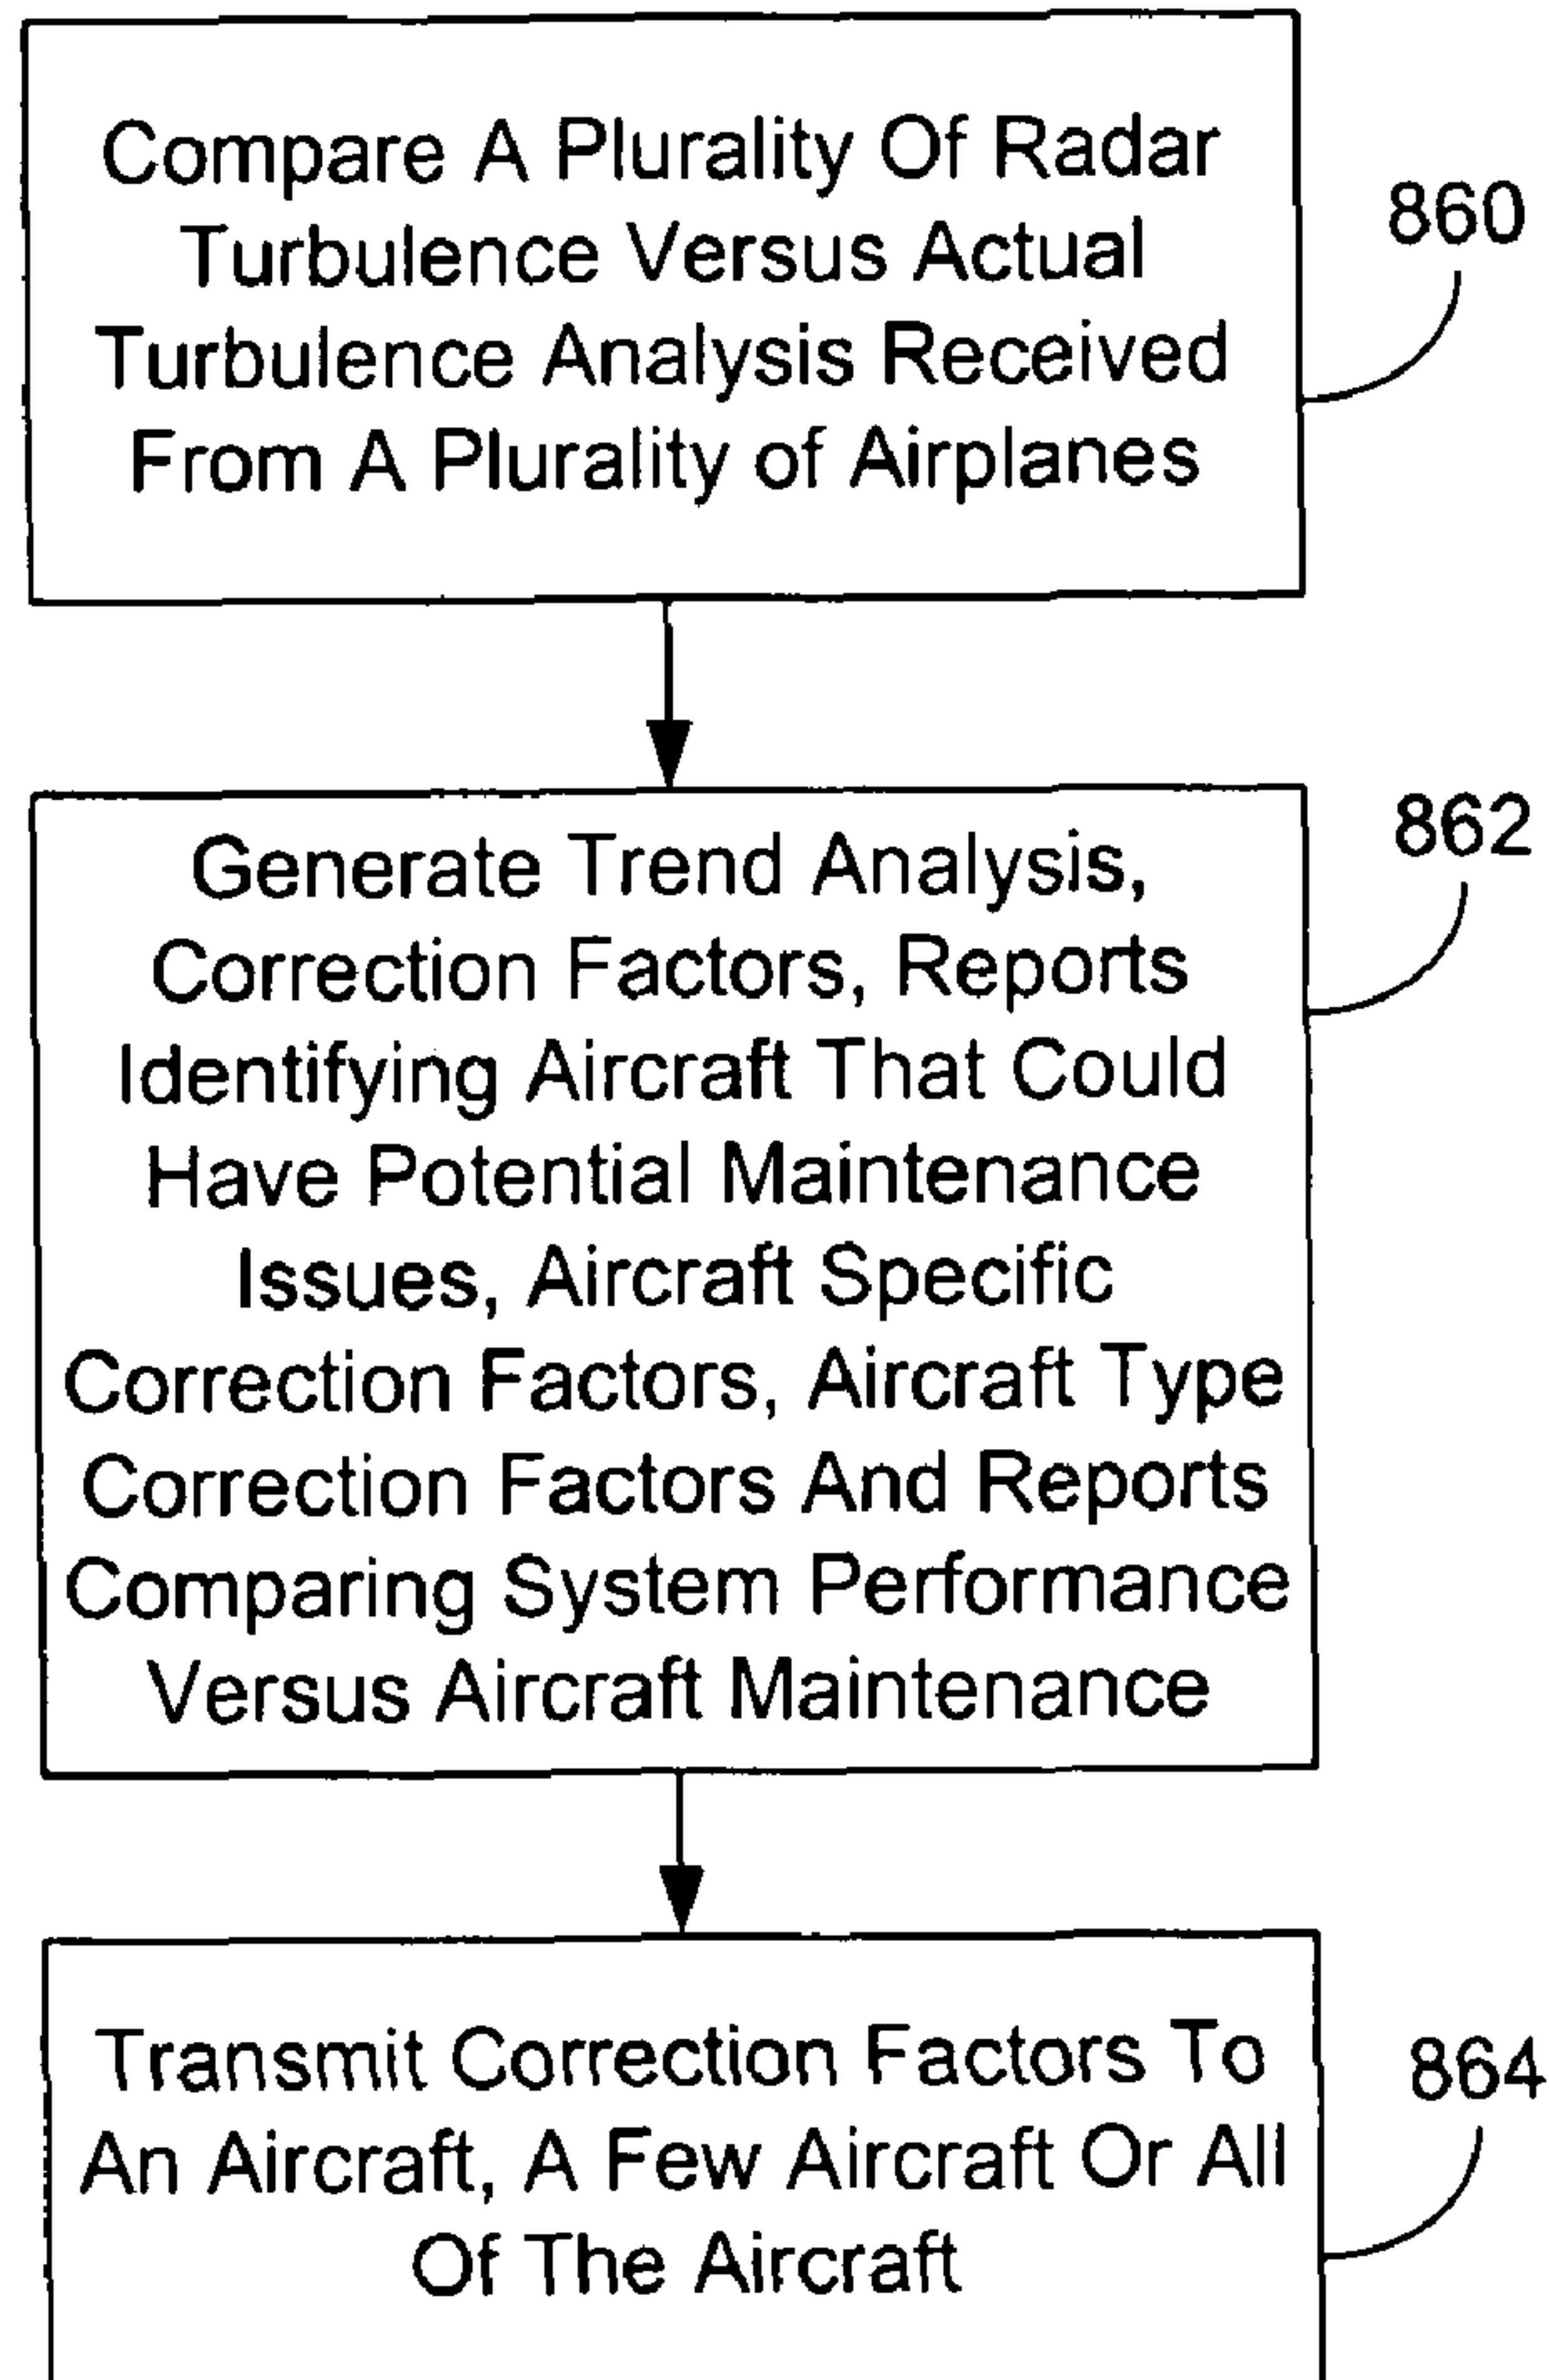 Compare A Plurality Of Radar
Turbulence Versus Actual
Turbulence Analysis Received
From A Plurality of Airplanes
860
Generate Trend Analysis,
Correction Factors, Reports
Identifying Aircraft That Could
Have Potential Maintenance
Issues, Aircraft Specific
Correction Factors, Aircraft Type
Correction Factors And Reports
Comparing System Performance
Versus Aircraft Maintenance
862
Transmit Correction Factors To
An Aircraft, A Few Aircraft Or All
Of The Aircraft
864